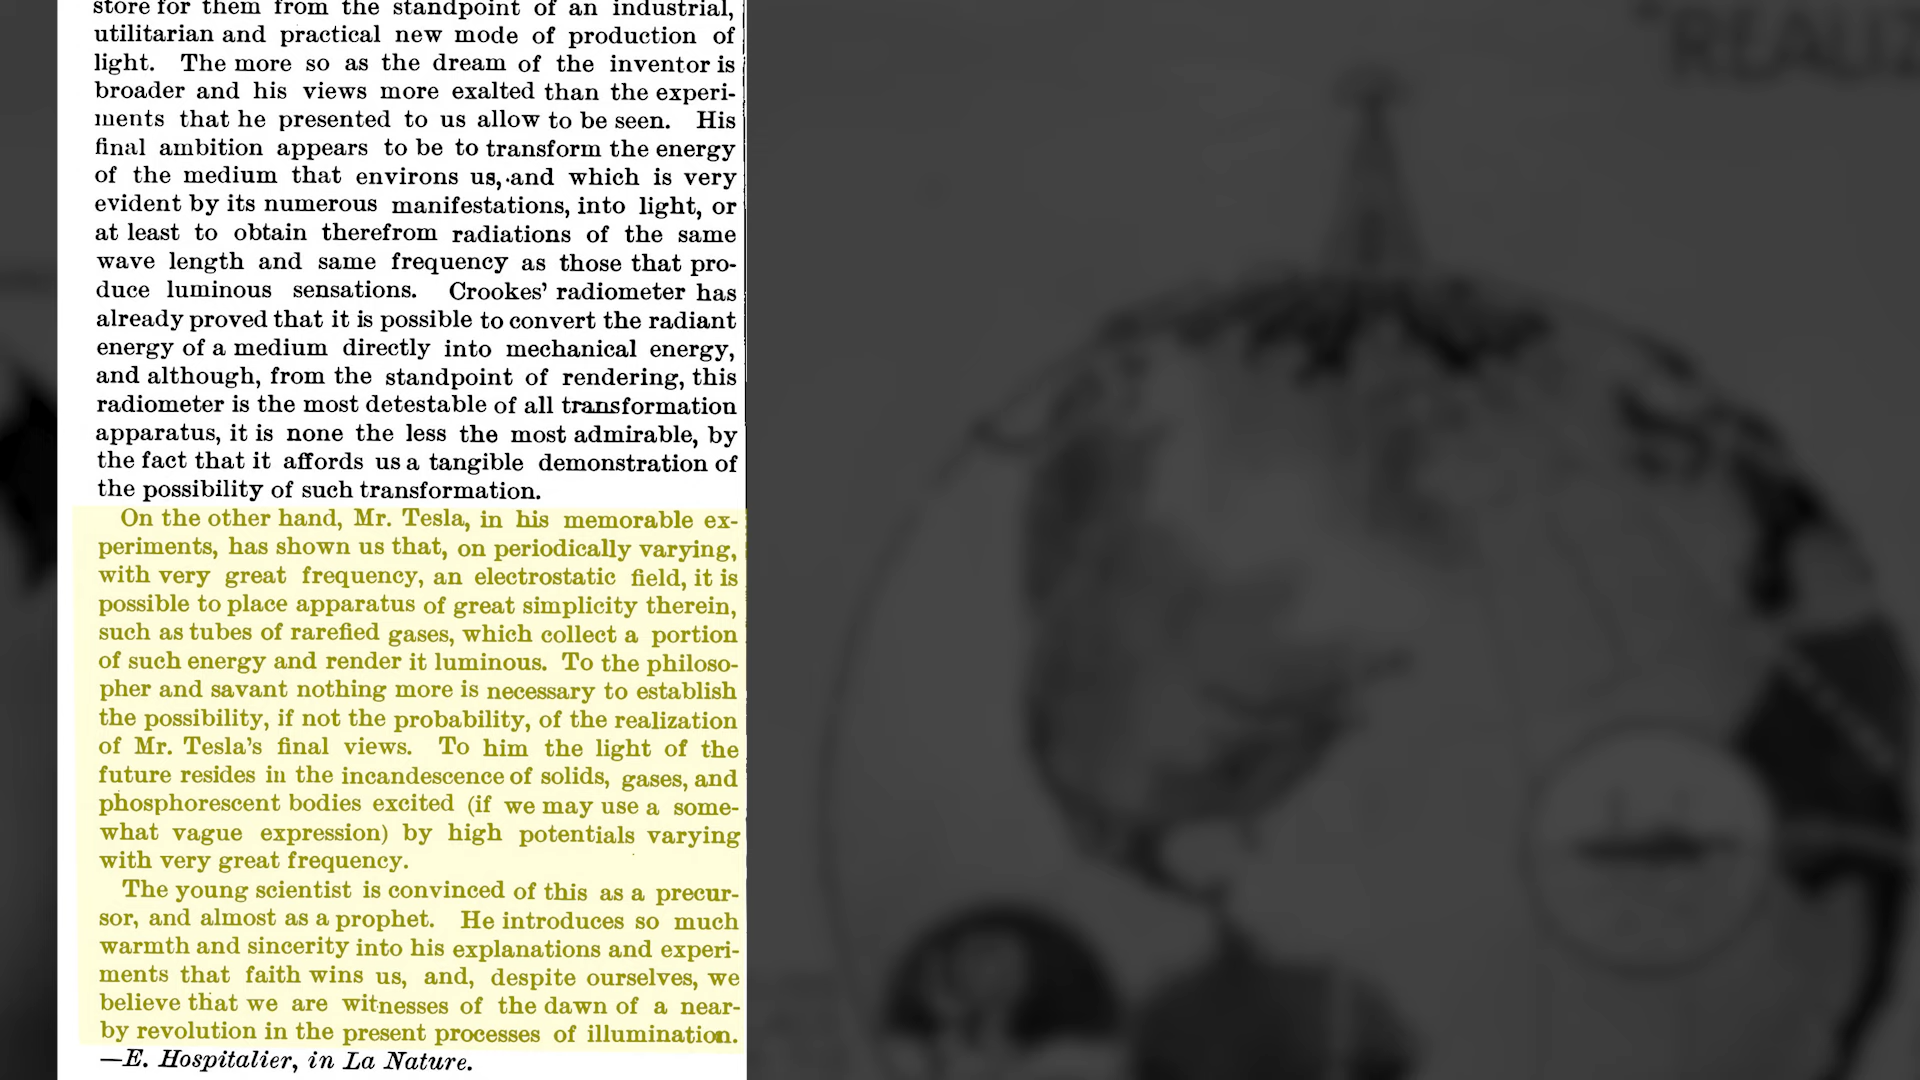 store for them from the standpoint of an industrial,
utilitarian and practical new mode of production of
light. The more so as the dream of the inventor is
broader and his views more exalted than the experi-
ments that he presented to us allow to be seen. His
final ambition appears to be to transform the energy
of the medium that environs us, and which is very
evident by its numerous manifestations, into light, or
at least to obtain therefrom radiations of the same
wave length and same frequency as those that pro-
duce luminous sensations. Crookes' radiometer has
already proved that it is possible to convert the radiant
energy of a medium directly into mechanical energy,
and although, from the standpoint of rendering, this
radiometer is the most detestable of all transformation
apparatus, it is none the less the most admirable, by
the fact that it affords us a tangible demonstration of
the possibility of such transformation.
On the other hand, Mr. Tesla, in his memorable ex-
periments, has shown us that, on periodically varying,
with very great frequency, an electrostatic field, it is
possible to place apparatus of great simplicity therein,
such as tubes of rarefied gases, which collect a portion
of such energy and render it luminous. To the philoso-
pher and savant nothing more is necessary to establish
the possibility, if not the probability, of the realization
of Mr. Tesla's final views. To him the light of the
future resides in the incandescence of solids, gases, and
phosphorescent bodies excited (if we may use a some-
what vague expression) by high potentials varying
with very great frequency.
The young scientist is convinced of this as a precur-
sor, and almost as a prophet. He introduces so much
warmth and sincerity into his explanations and experi-
ments that faith wins us, and, despite ourselves, we
believe that we are witnesses of the dawn of a near-
by revolution in the present processes of illumination.
—E. Hospitalier, in La Nature.